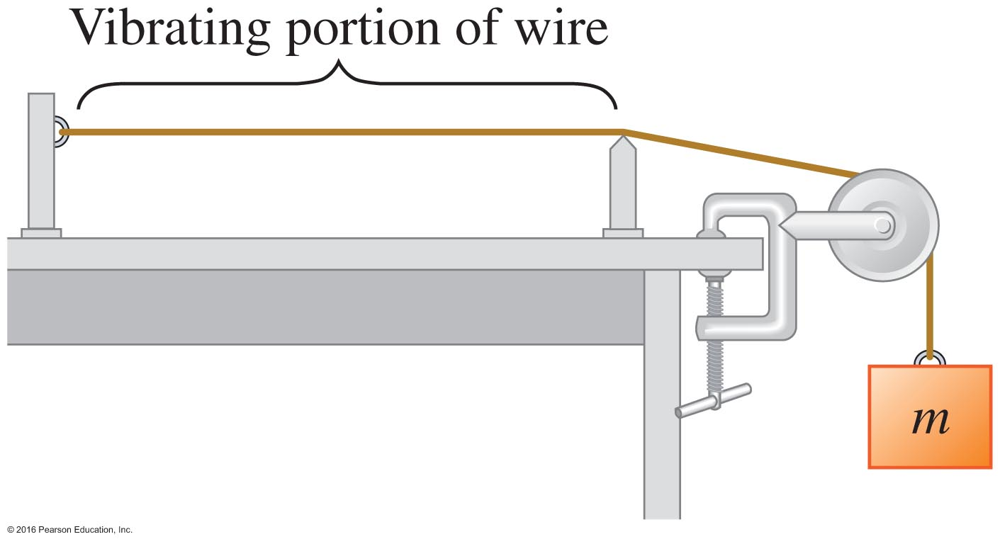 Vibrating portion of wire
m
© 2016 Pearson Education, Inc.